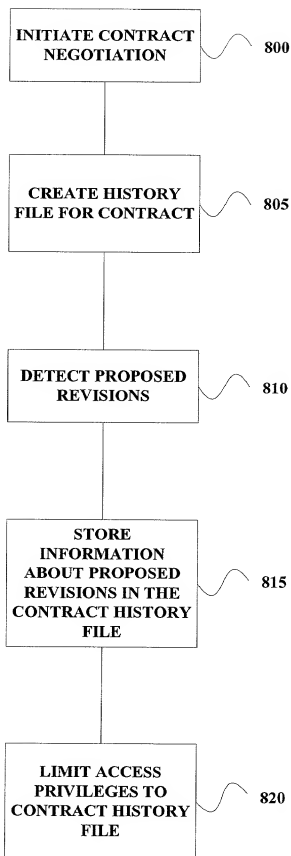 INITIATE CONTRACT
NEGOTIATION
800
CREATE HISTORY
FILE FOR CONTRACT
805
DETECT PROPOSED
REVISIONS
810
STORE
INFORMATION
ABOUT PROPOSED
REVISIONS IN THE
CONTRACT HISTORY
FILE
815
LIMIT ACCESS
PRIVILEGES TO
CONTRACT HISTORY
FILE
820